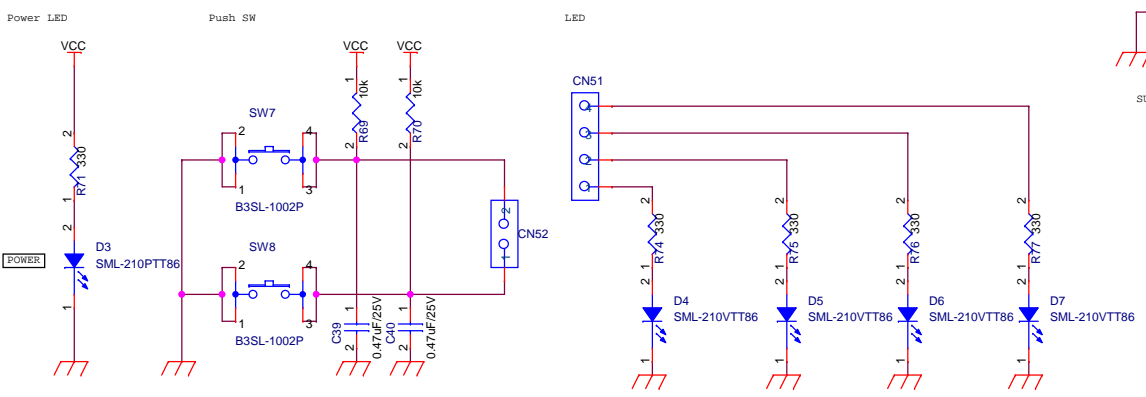 Power LED
Push SW
LED
VCC
VCC
VCC
1
10k
R69
2
1
10k
R70
2
CN51
4
3
2
1
SW7
2
4
1
3
B3SL-1002P
2
330
R71
1
2
D3
SML-210PTT86
1
POWER
SW8
2
4
1
3
B3SL-1002P
2
1
CN52
1
C39
0.47uF/25V
2
1
C40
0.47uF/25V
2
2
330
R74
1
2
D4
SML-210VTT86
1
2
330
R75
1
2
D5
SML-210VTT86
1
2
330
R76
1
2
D6
SML-210VTT86
1
2
330
R77
1
2
D7
SML-210VTT86
1